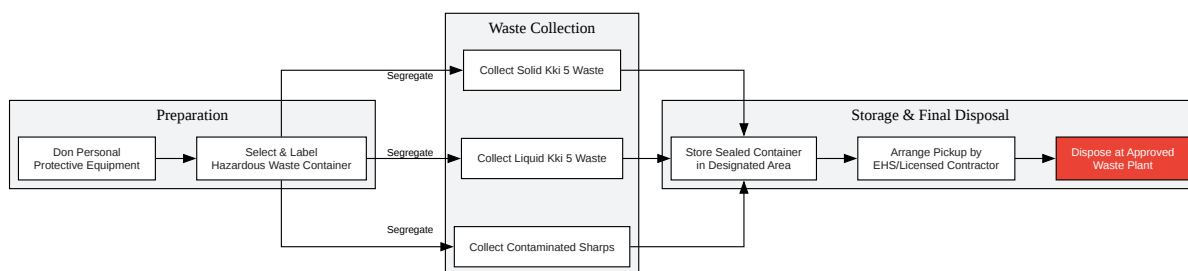 Waste Collection
Segregate
Collect Solid Kki 5 Waste
Preparation
Storage & Final Disposal
Don Personal
Protective Equipment
Select & Label
Hazardous Waste Container
Segregate
Collect Liquid Kki 5 Waste
Store Sealed Container
in Designated Area
Arrange Pickup by
EHS/Licensed Contractor
Dispose at Approved
Waste Plant
Segregate
Collect Contaminated Sharps